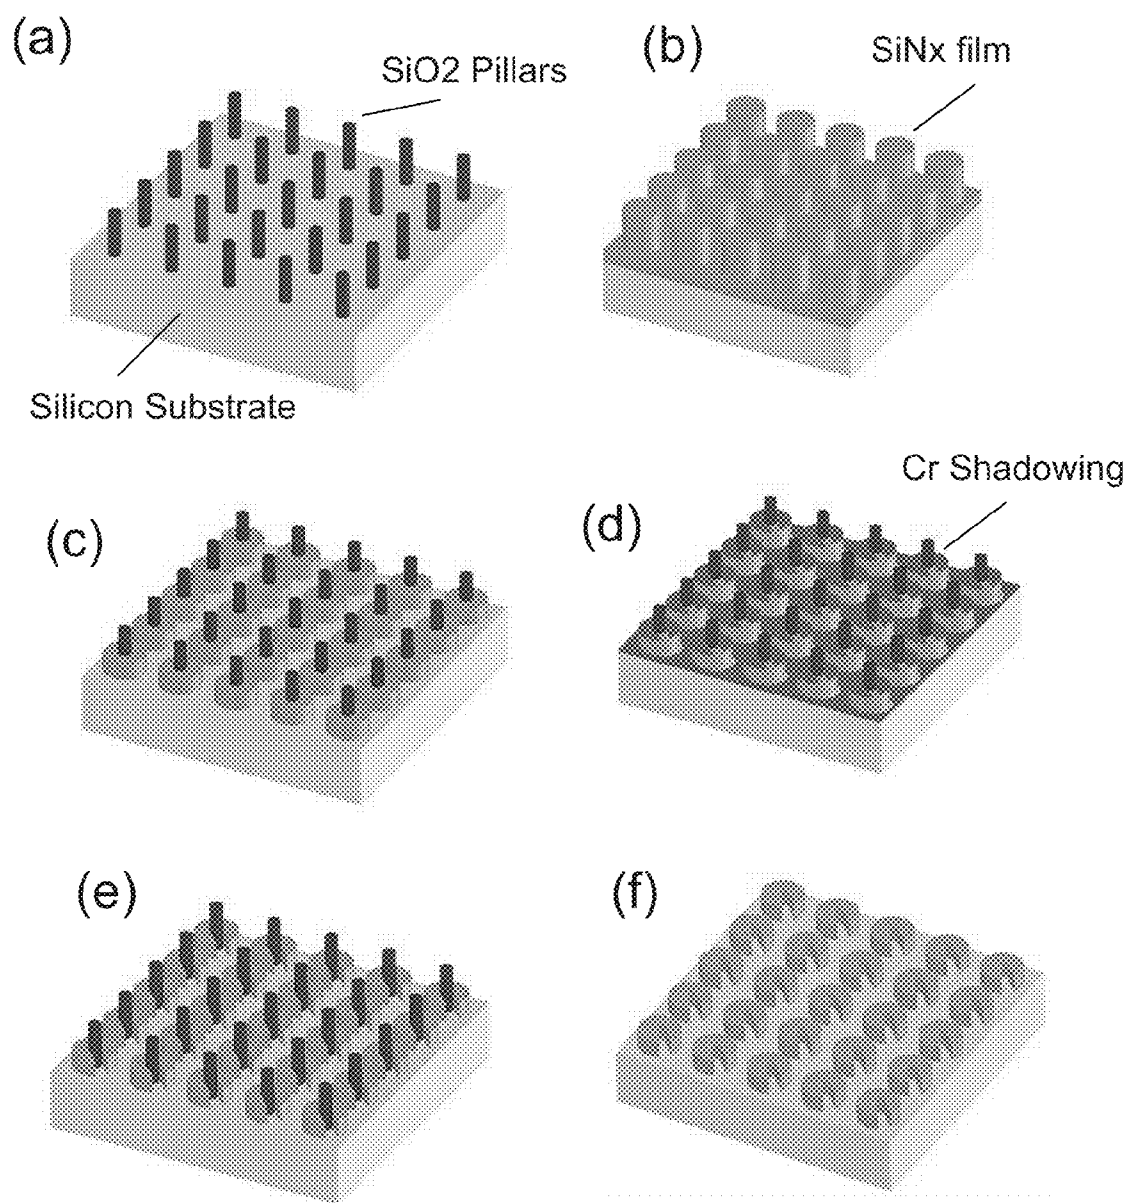 (a)
SiO2 Pillars
(b)
SiNx film
Silicon Substrate
(c)
(d)
Cr Shadowing
(e)
(f)